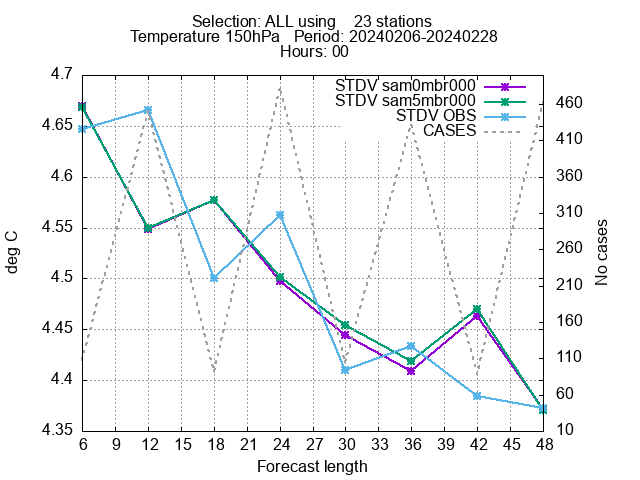 Selection: ALL using    23 stations
Temperature 150hPa   Period: 20240206-20240228
Hours: 00
STDV sam0mbr000
STDV sam5mbr000
STDV OBS
CASES
4.7
4.65
4.6
4.55
4.5
4.45
4.4
4.35
deg C
460
410
360
310
260
210
160
110
60
10
No cases
6 9 12 15 18 21 24 27 30 33 36 39 42 45 48
Forecast length